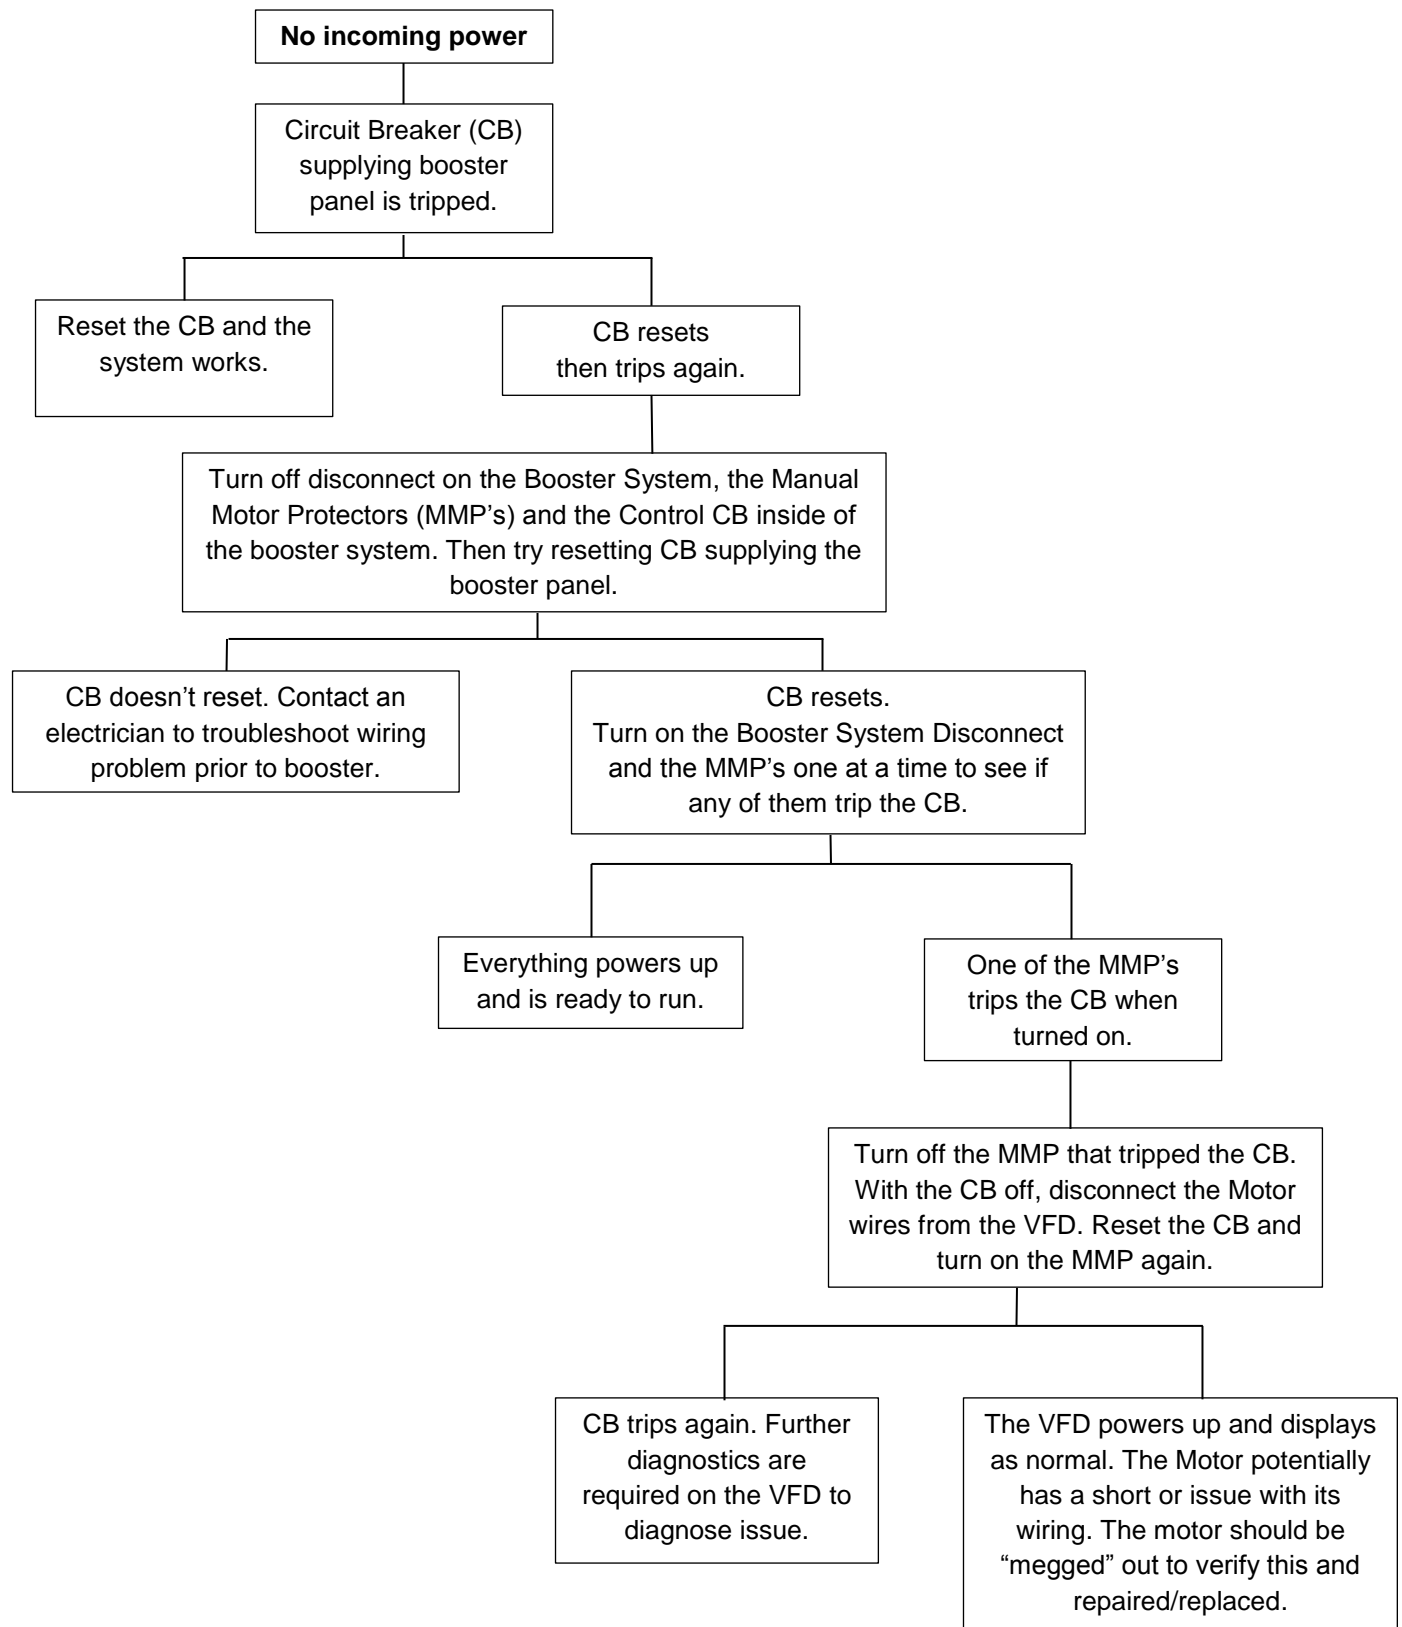 No incoming power
Circuit Breaker (CB)
supplying booster
panel is tripped.
Reset the CB and the
system works.
CB resets
then trips again.
Turn off disconnect on the Booster System, the Manual
Motor Protectors (MMP's) and the Control CB inside of
the booster system. Then try resetting CB supplying the
booster panel.
CB doesn’t reset. Contact an
electrician to troubleshoot wiring
problem prior to booster.
CB resets.
Turn on the Booster System Disconnect
and the MMP’s one at a time to see if
any of them trip the CB.
Everything powers up
and is ready to run.
One of the MMP’s
trips the CB when
turned on.
Turn off the MMP that tripped the CB.
With the CB off, disconnect the Motor
wires from the VFD. Reset the CB and
turn on the MMP again.
CB trips again. Further
diagnostics are
required on the VFD to
diagnose issue.
The VFD powers up and displays
as normal. The Motor potentially
has a short or issue with its
wiring. The motor should be
“megged” out to verify this and
repaired/replaced.